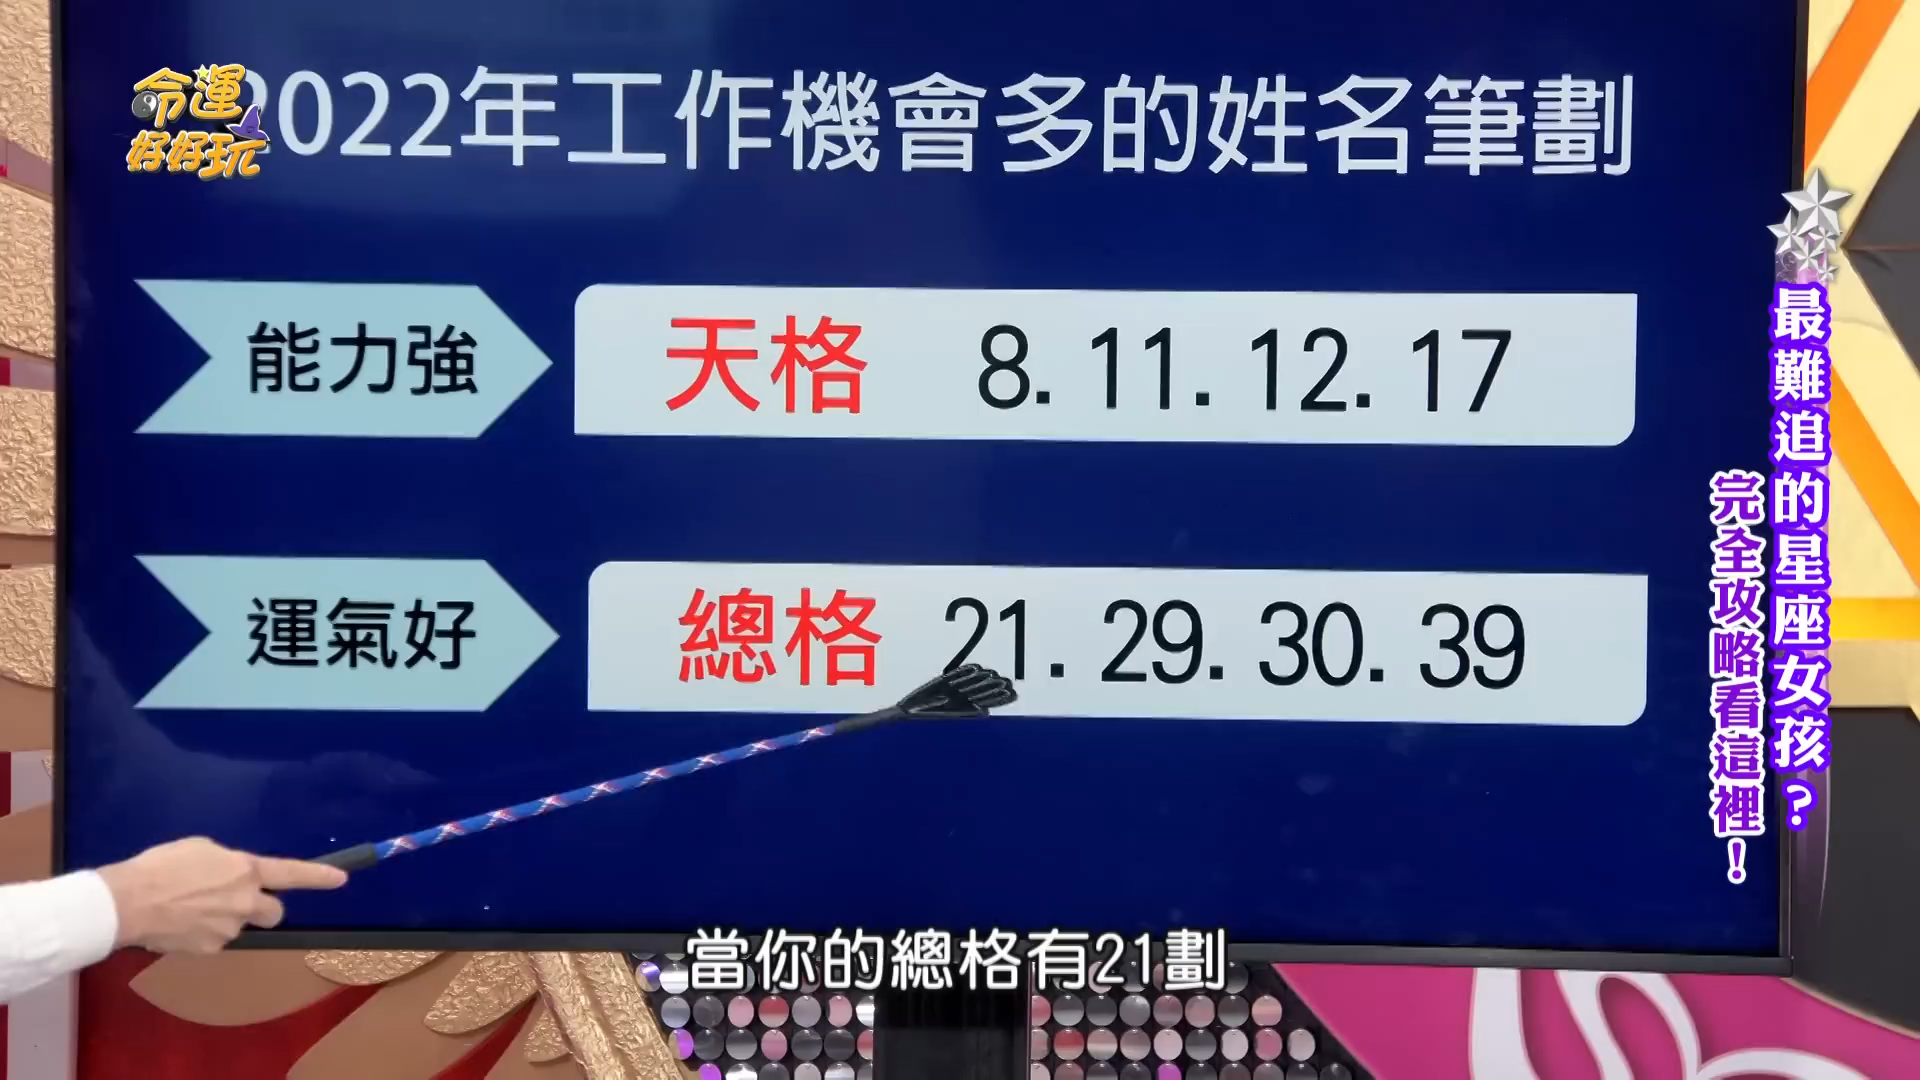 命運
好好玩
2022年工作機會多的姓名筆劃
能力強
天格 8. 11. 12. 17
運氣好
總格 21. 29. 30. 39
最難追的星座女孩？
完全攻略看這裡！
當你的總格有21劃